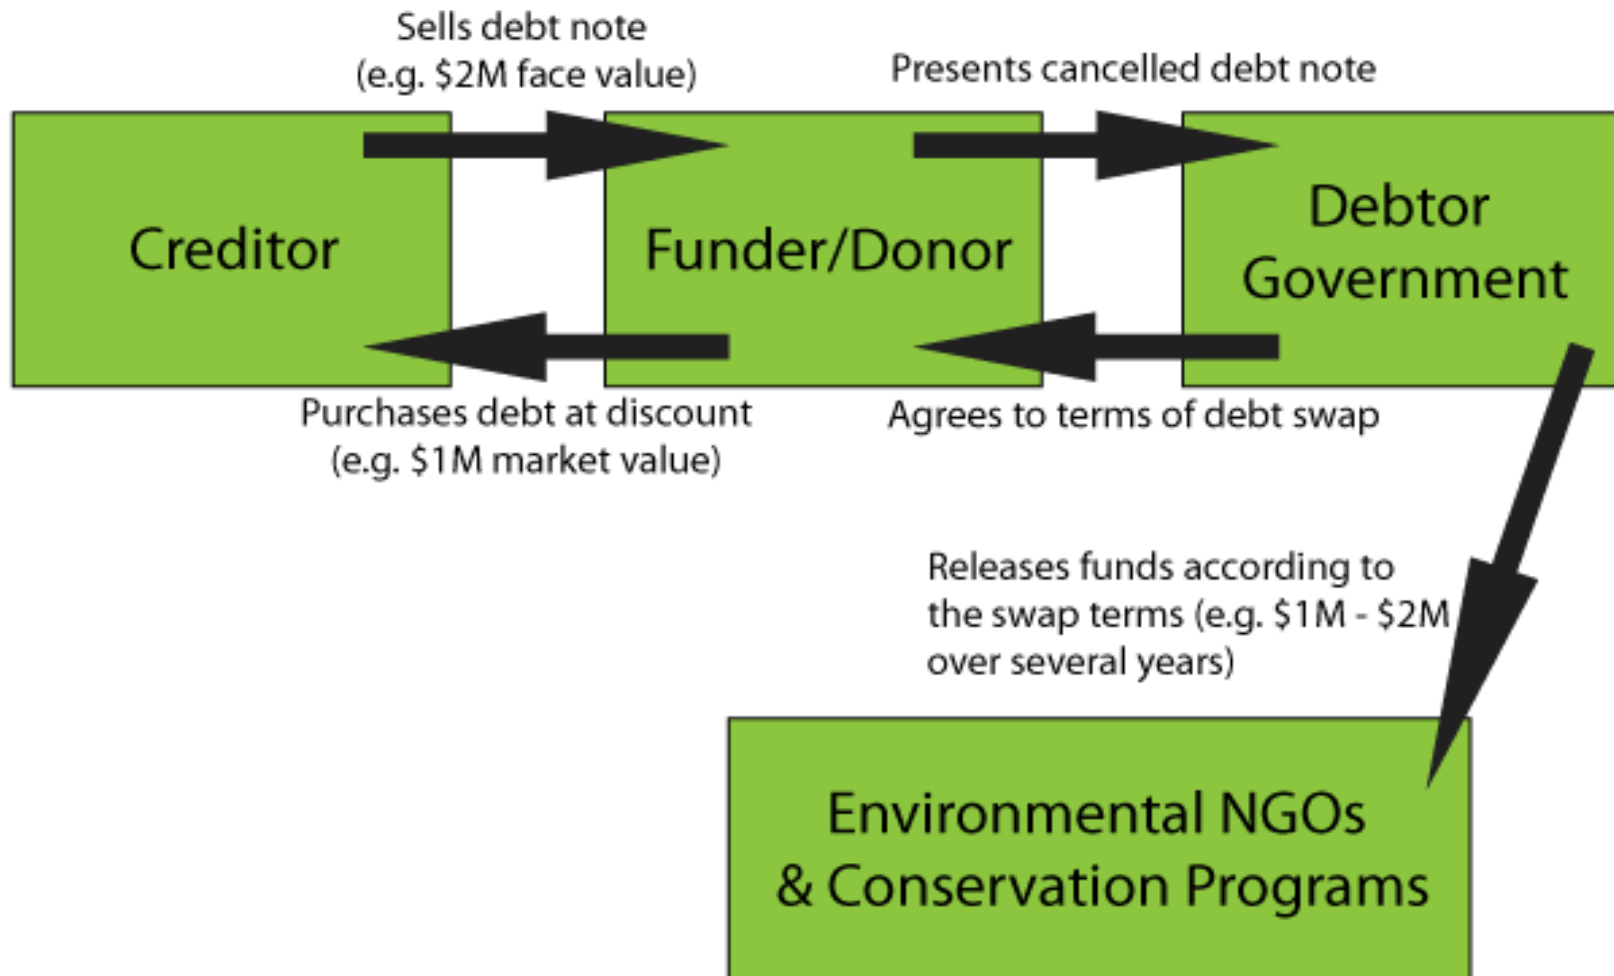 Sells debt note
(e.g. $2M face value)
Presents cancelled debt note
Creditor
Funder/Donor
Debtor
Government
Purchases debt at discount
(e.g. $1M market value)
Agrees to terms of debt swap
Releases funds according to
the swap terms (e.g. $1M - $2M
over several years)
Environmental NGOs
& Conservation Programs